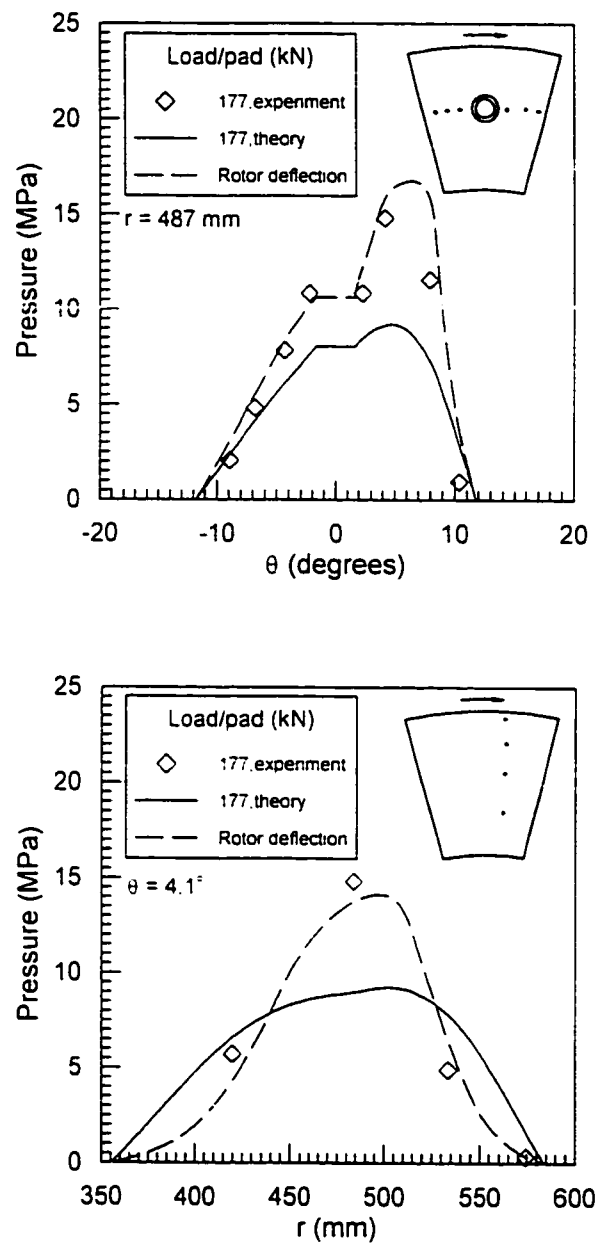 25
20
15
10
5
0
Pressure (MPa)
Load/pad (kN)
177,experiment
177,theory
Rotor deflection
r = 487 mm
-20
-10
0
10
20
θ (degrees)
25
20
15
10
5
0
Pressure (MPa)
Load/pad (kN)
177,experiment
177,theory
Rotor deflection
θ = 4.1°
350
400
450
500
550
600
r (mm)